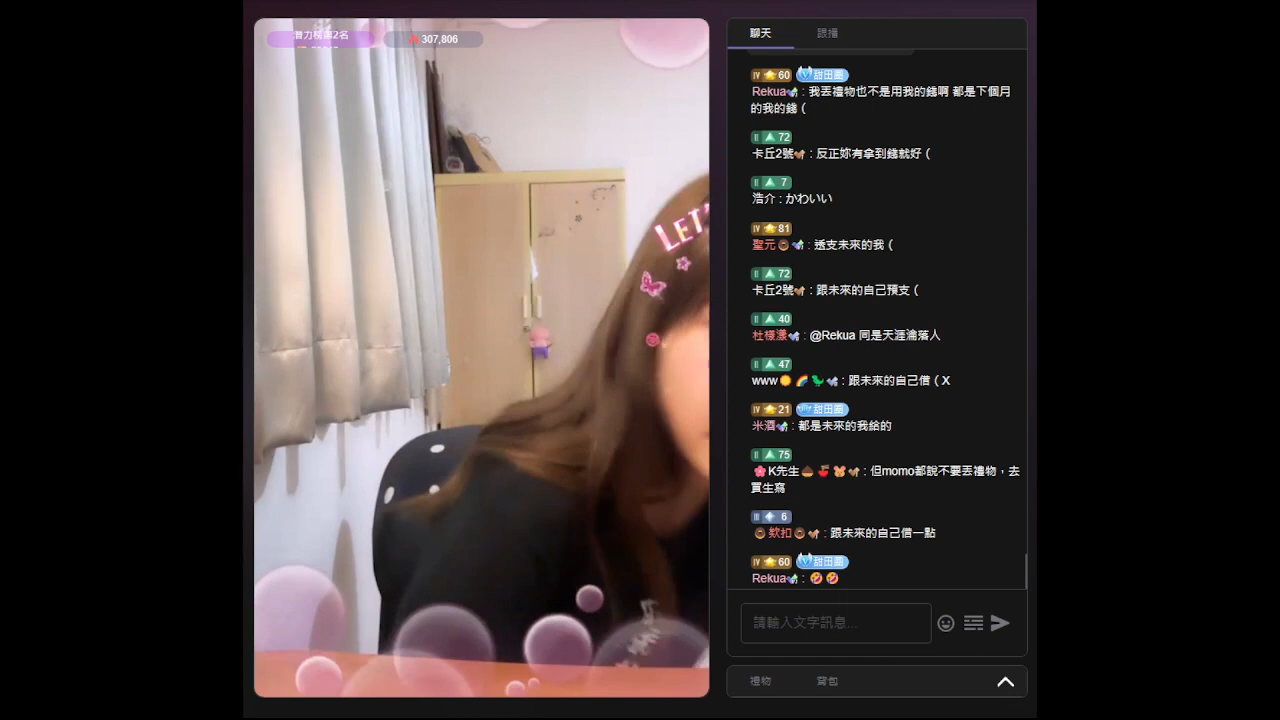 潛力榜第2名
307,806
LET'
聊天
跟播
IV 60 甜田圈
Rekua : 我丟禮物也不是用我的錢啊 都是下個月
的我的錢 (
II 72
卡丘2號 : 反正妳有拿到錢就好 (
II 7
浩介 : かわいい
IV 81
聖元 : 透支未來的我 (
II 72
卡丘2號 : 跟未來的自己預支 (
II 40
杜樣漾 : @Rekua 同是天涯淪落人
II 47
www☀️🌈🦖 : 跟未來的自己借 ( X
IV 21 甜田圈
米酒 : 都是未來的我給的
II 75
🌸K先生 : 但momo都說不要丟禮物，去
買生寫
III 6
欸扣 : 跟未來的自己借一點
IV 60 甜田圈
Rekua : 🤣🤣
請輸入文字訊息...
禮物
背包